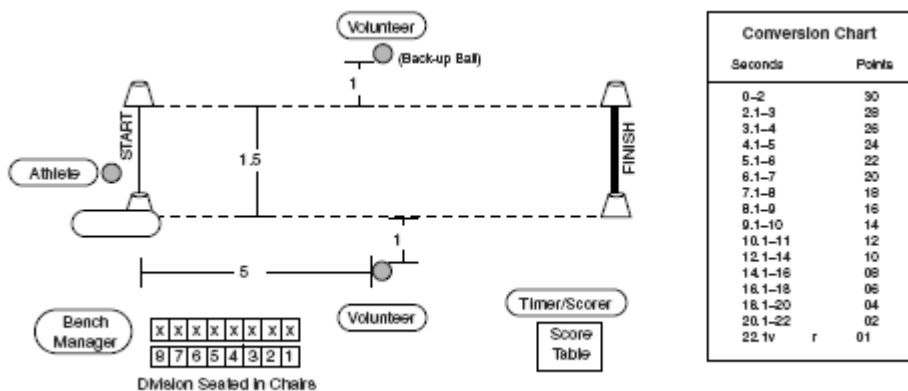 Volunteer
(Back-up Ball)
1
START
1.5
FINISH
Athlete
1
5
Volunteer
Timer/Scorer
Bench
Manager
X X X X X X X X
8 7 6 5 4 3 2 1
Score
Table
Division Seated in Chairs
Conversion Chart
Seconds Points
0–2 30
2.1–3 28
3.1–4 26
4.1–5 24
5.1–6 22
6.1–7 20
7.1–8 18
8.1–9 16
9.1–10 14
10.1–11 12
12.1–14 10
14.1–16 08
16.1–18 06
18.1–20 04
20.1–22 02
22.1v r 01